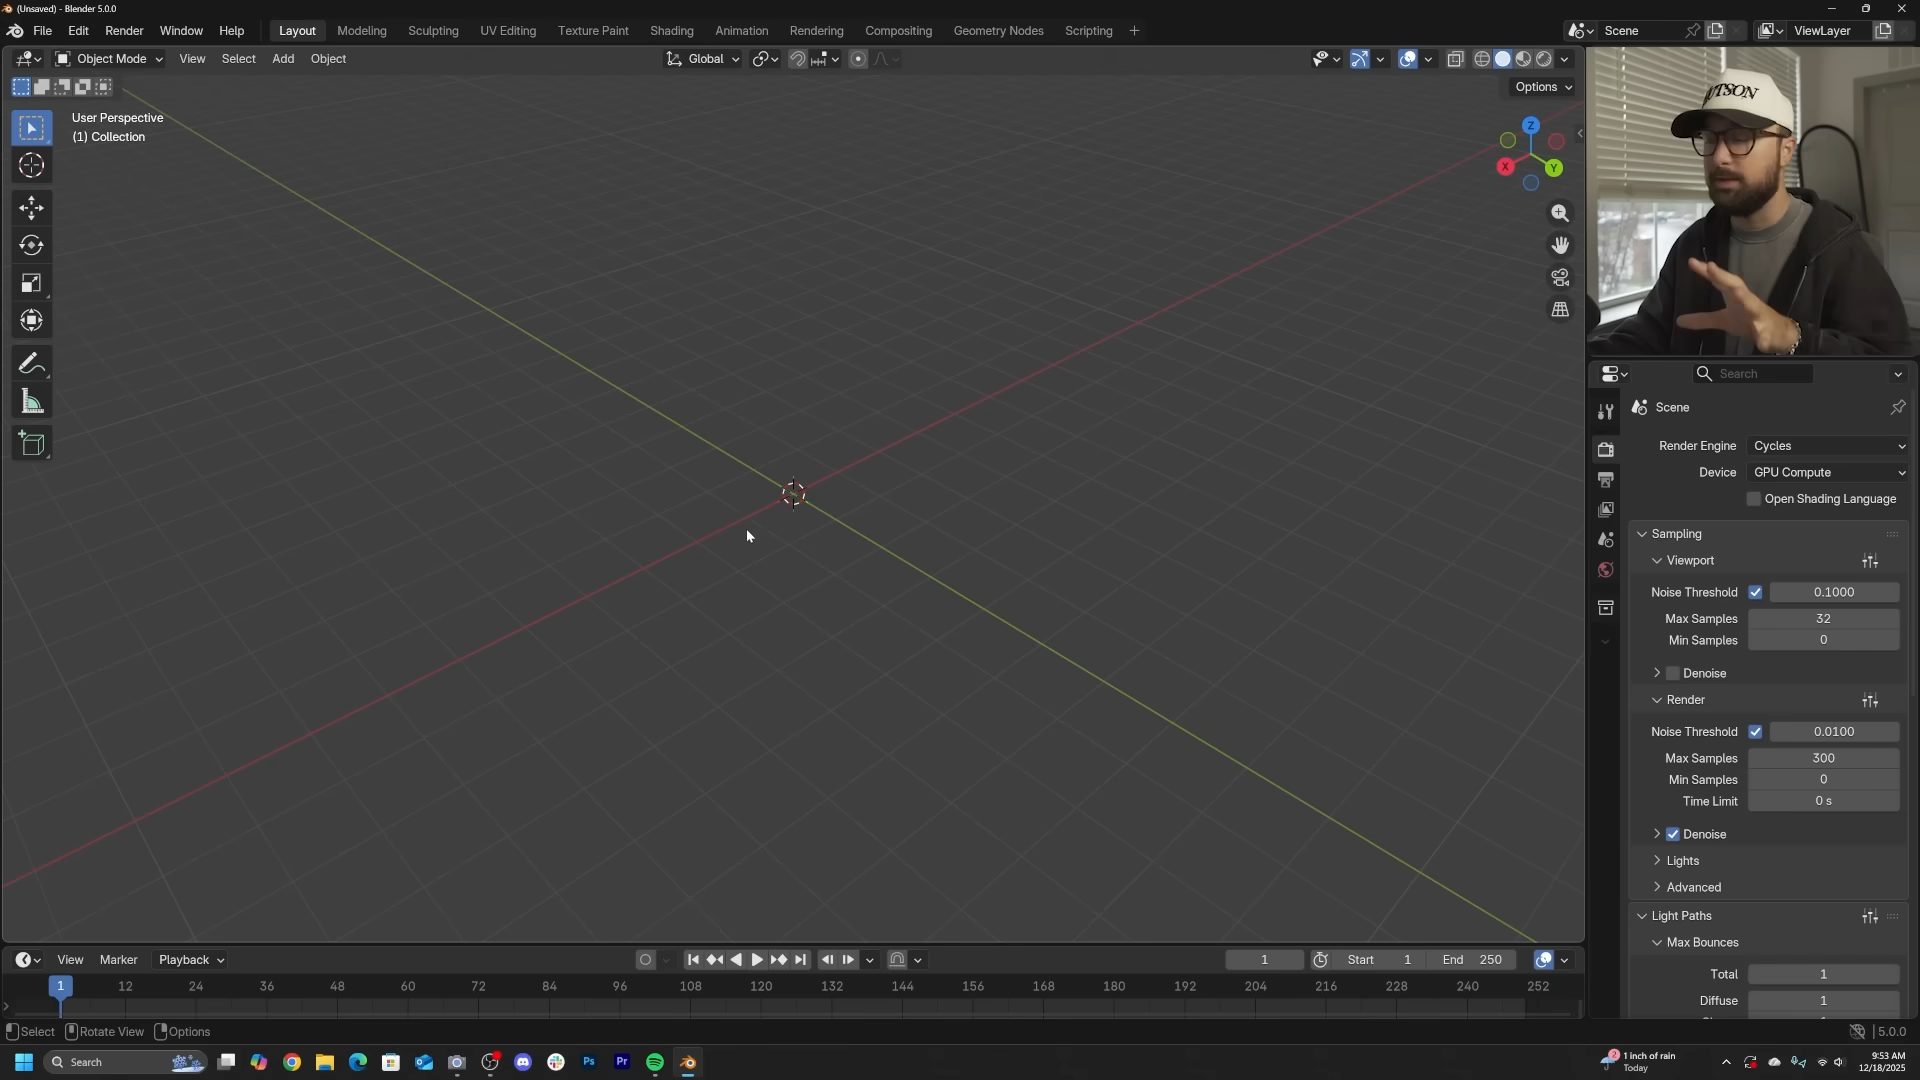 (Unsaved) - Blender 5.0.0
File Edit Render Window Help Layout Modeling Sculpting UV Editing Texture Paint Shading Animation Rendering Compositing Geometry Nodes Scripting Scene ViewLayer
Object Mode View Select Add Object Global
Options
User Perspective
(1) Collection
Z
X
Y
Search
Scene
Render Engine Cycles
Device GPU Compute
Open Shading Language
Sampling
Viewport
Noise Threshold 0.1000
Max Samples 32
Min Samples 0
Denoise
Render
Noise Threshold 0.0100
Max Samples 300
Min Samples 0
Time Limit 0 s
Denoise
Lights
Advanced
Light Paths
Max Bounces
Total 1
Diffuse 1
View Marker Playback 1 Start 1 End 250
1 12 24 36 48 60 72 84 96 108 120 132 144 156 168 180 192 204 216 228 240 252
Select Rotate View Options 5.0.0
Search Ps Pr 2 1 inch of rain Today 9:53 AM
12/18/2025